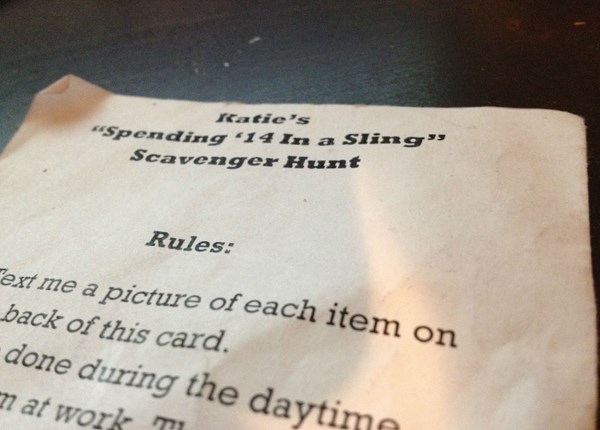 Katie's
"Spending '14 In a Sling"
Scavenger Hunt
Rules:
Text me a picture of each item on
back of this card.
done during the daytime
at work